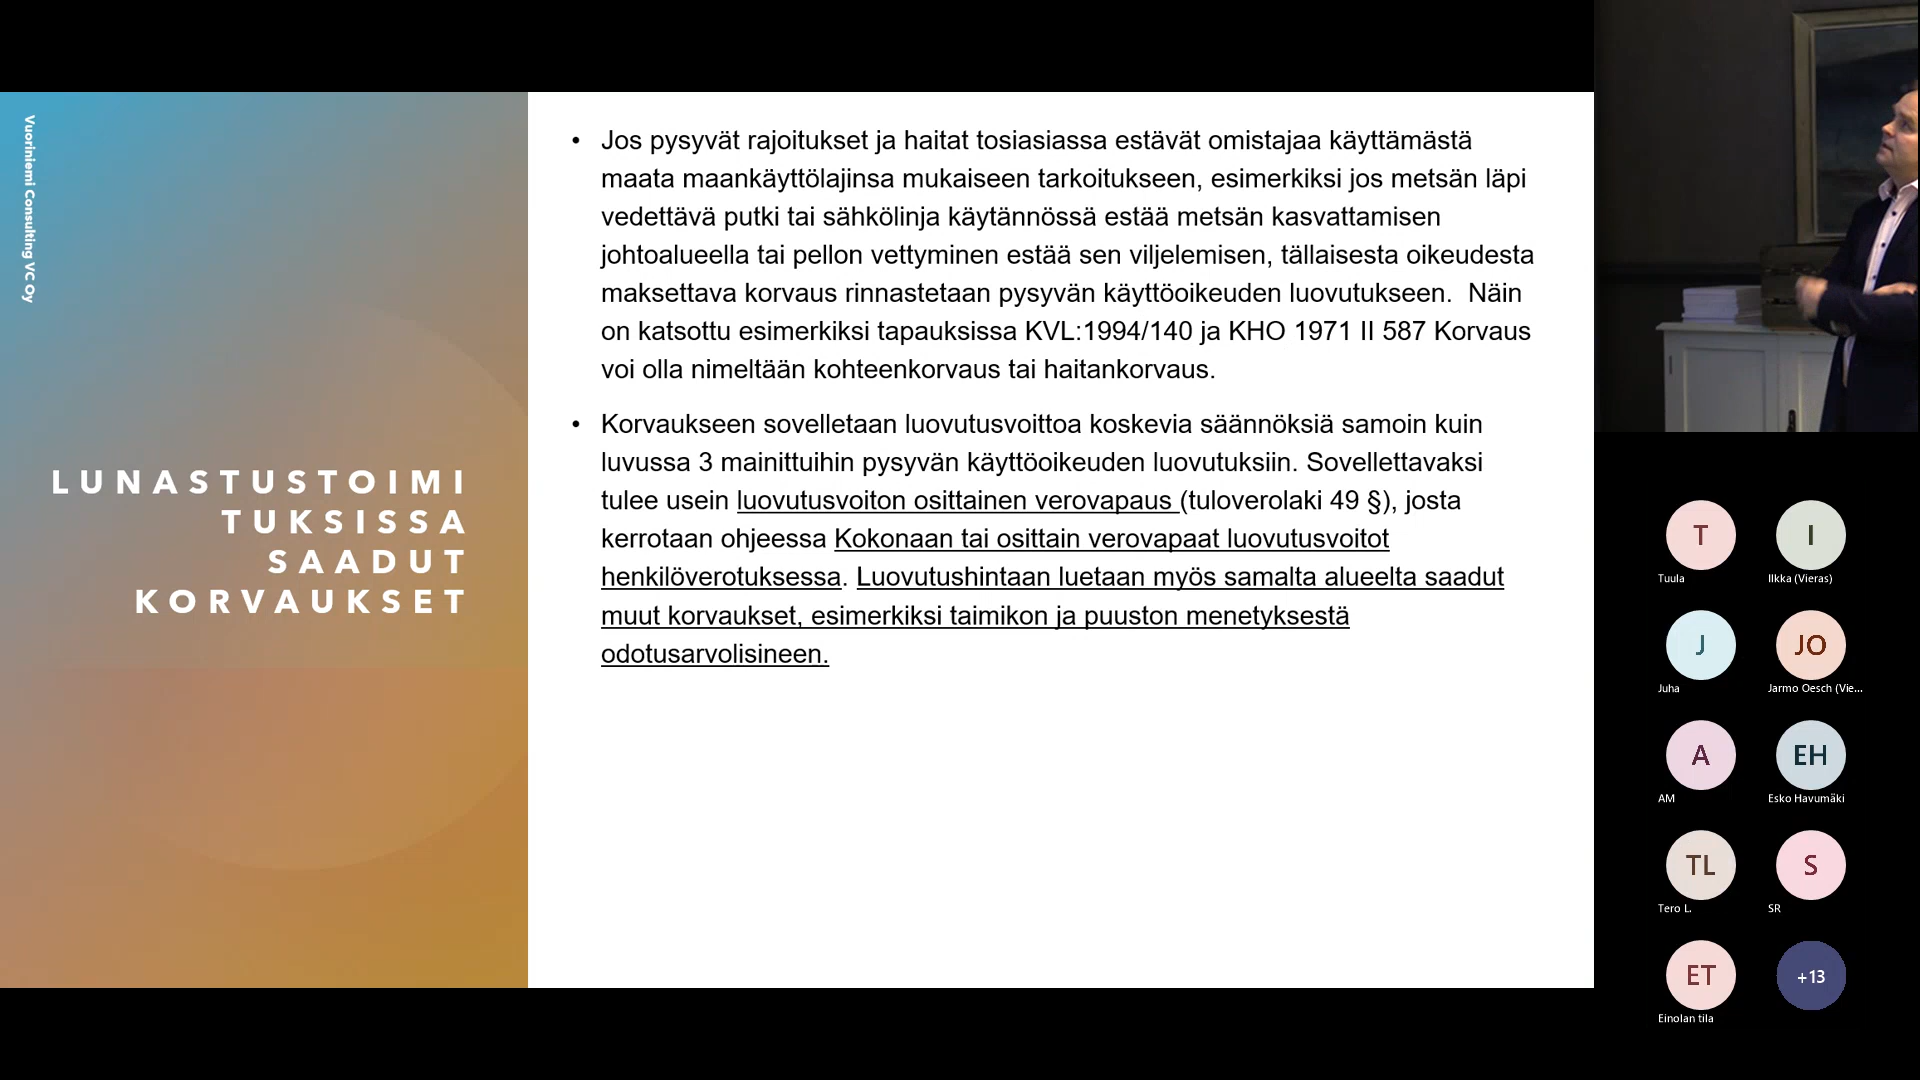 Vuoriniemi Consulting VC Oy
LUNASTUSTOIMI
TUKSISSA
SAADUT
KORVAUKSET
• Jos pysyvät rajoitukset ja haitat tosiasiassa estävät omistajaa käyttämästä
maata maankäyttölajinsa mukaiseen tarkoitukseen, esimerkiksi jos metsän läpi
vedettävä putki tai sähkölinja käytännössä estää metsän kasvattamisen
johtoalueella tai pellon vettyminen estää sen viljelemisen, tällaisesta oikeudesta
maksettava korvaus rinnastetaan pysyvän käyttöoikeuden luovutukseen.  Näin
on katsottu esimerkiksi tapauksissa KVL:1994/140 ja KHO 1971 II 587 Korvaus
voi olla nimeltään kohteenkorvaus tai haitankorvaus.
• Korvaukseen sovelletaan luovutusvoittoa koskevia säännöksiä samoin kuin
luvussa 3 mainittuihin pysyvän käyttöoikeuden luovutuksiin. Sovellettavaksi
tulee usein luovutusvoiton osittainen verovapaus (tuloverolaki 49 §), josta
kerrotaan ohjeessa Kokonaan tai osittain verovapaat luovutusvoitot
henkilöverotuksessa. Luovutushintaan luetaan myös samalta alueelta saadut
muut korvaukset, esimerkiksi taimikon ja puuston menetyksestä
odotusarvolisineen.
T
I
Tuula
Ilkka (Vieras)
J
JO
Juha
Jarmo Oesch (Vie...
A
EH
AM
Esko Havumäki
TL
S
Tero L.
SR
ET
+13
Einolan tila